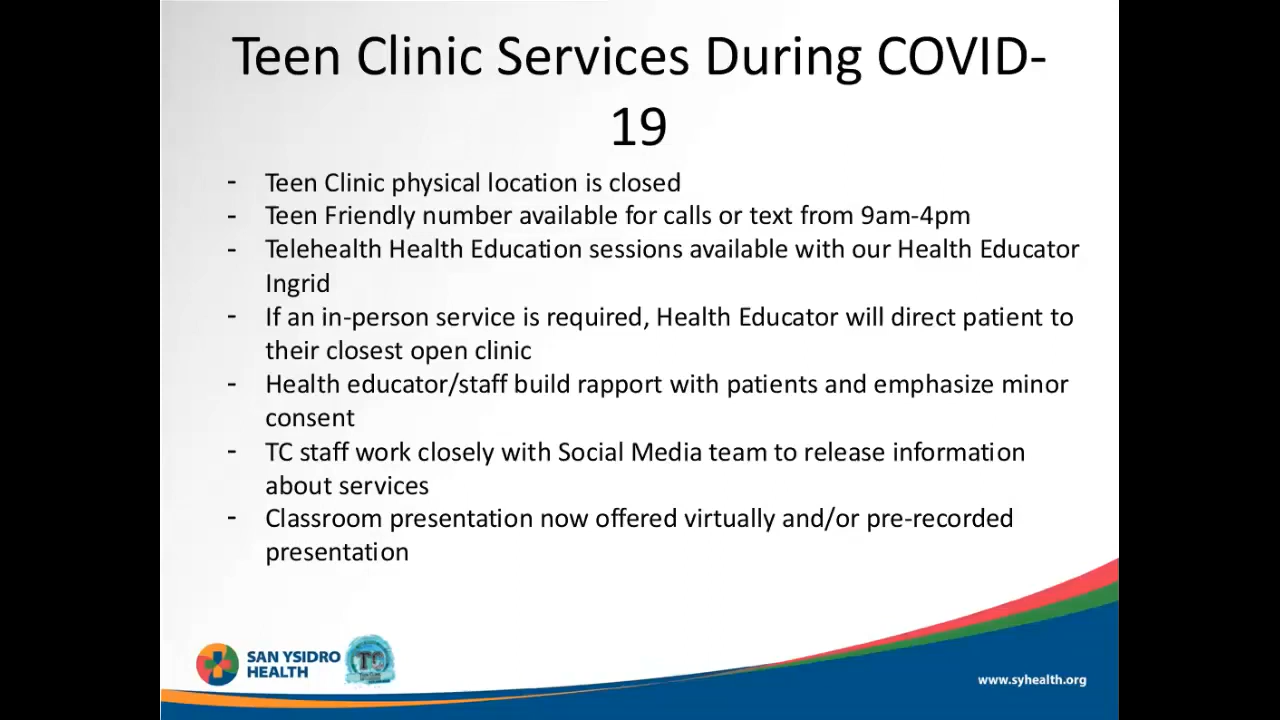 Teen Clinic Services During COVID-
19
- Teen Clinic physical location is closed
- Teen Friendly number available for calls or text from 9am-4pm
- Telehealth Health Education sessions available with our Health Educator
Ingrid
- If an in-person service is required, Health Educator will direct patient to
their closest open clinic
- Health educator/staff build rapport with patients and emphasize minor
consent
- TC staff work closely with Social Media team to release information
about services
- Classroom presentation now offered virtually and/or pre-recorded
presentation
SAN YSIDRO
HEALTH
TC
www.syhealth.org